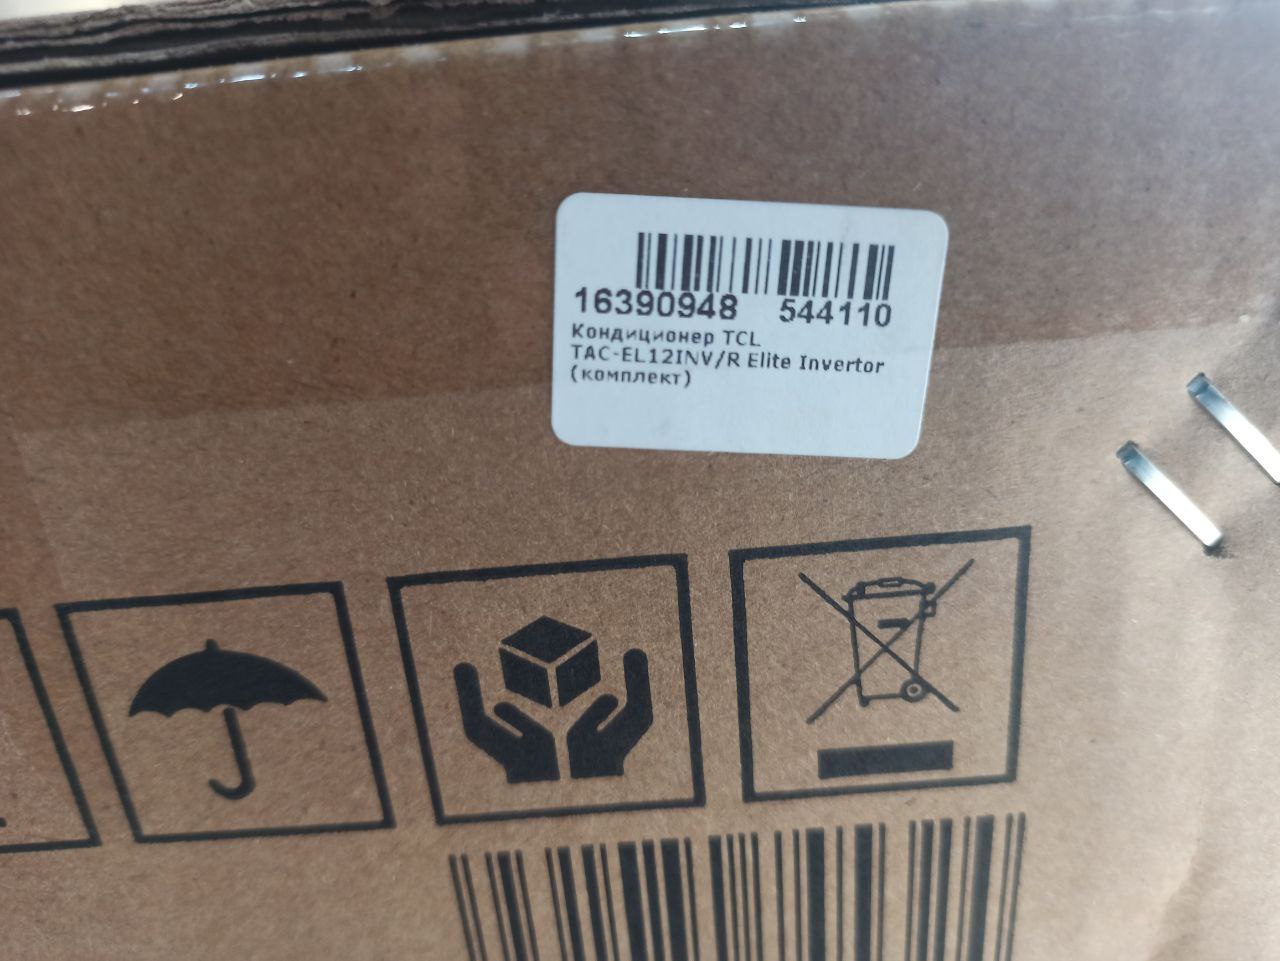 16390948 544110
Кондиционер TCL
TAC-EL12INV/R Elite Invertor
(комплект)